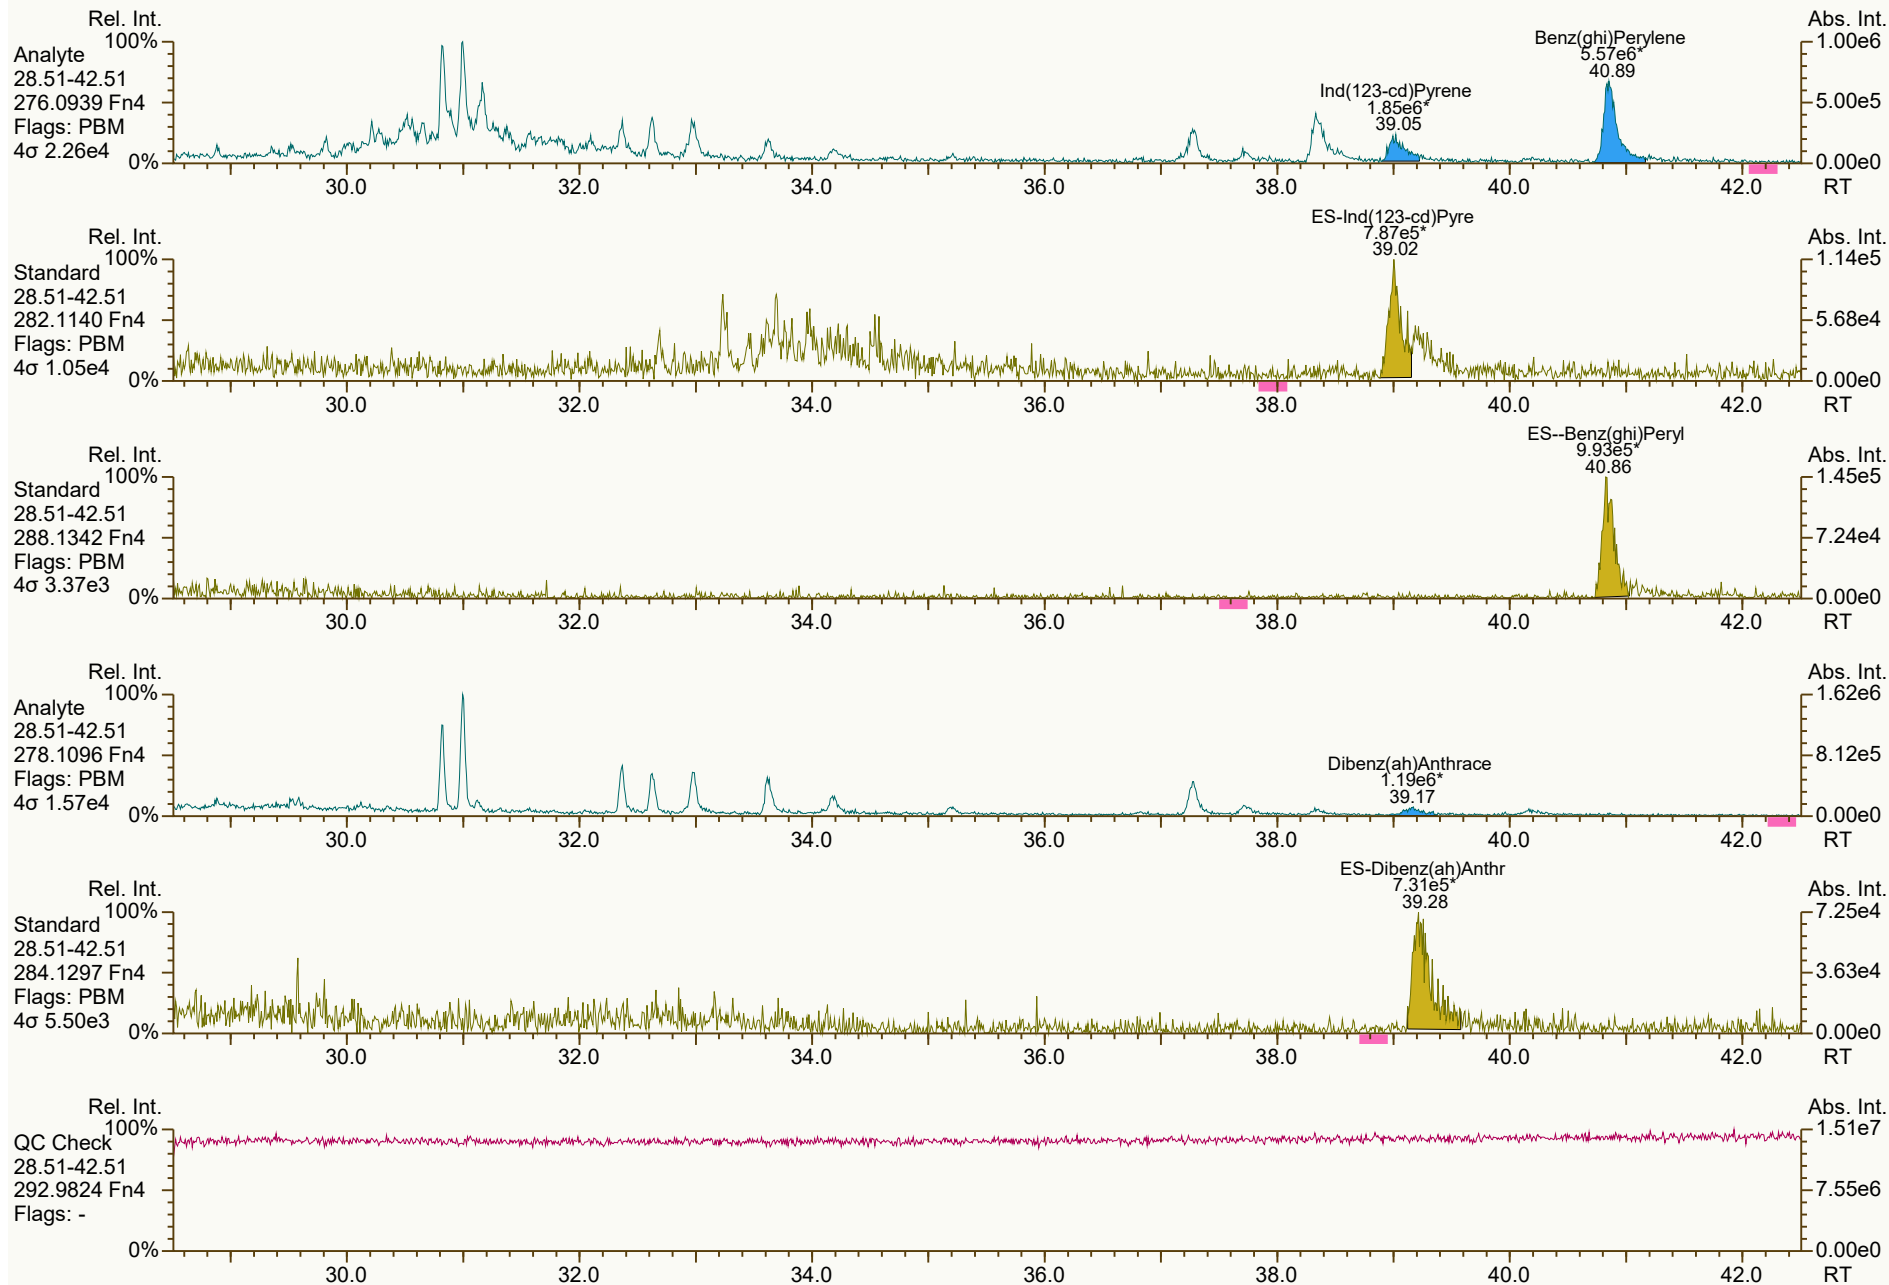 Rel. Int.
Abs. Int.
100%
1.00e6
Analyte
28.51-42.51
276.0939 Fn4
Flags: PBM
4σ 2.26e4
5.00e5
0%
0.00e0
Ind(123-cd)Pyrene
1.85e6*
39.05
Benz(ghi)Perylene
5.57e6*
40.89
30.0 32.0 34.0 36.0 38.0 40.0 42.0 RT
Rel. Int.
Abs. Int.
100%
1.14e5
Standard
28.51-42.51
282.1140 Fn4
Flags: PBM
4σ 1.05e4
5.68e4
0%
0.00e0
ES-Ind(123-cd)Pyre
7.87e5*
39.02
30.0 32.0 34.0 36.0 38.0 40.0 42.0 RT
Rel. Int.
Abs. Int.
100%
1.45e5
Standard
28.51-42.51
288.1342 Fn4
Flags: PBM
4σ 3.37e3
7.24e4
0%
0.00e0
ES--Benz(ghi)Peryl
9.93e5*
40.86
30.0 32.0 34.0 36.0 38.0 40.0 42.0 RT
Rel. Int.
Abs. Int.
100%
1.62e6
Analyte
28.51-42.51
278.1096 Fn4
Flags: PBM
4σ 1.57e4
8.12e5
0%
0.00e0
Dibenz(ah)Anthrace
1.19e6*
39.17
30.0 32.0 34.0 36.0 38.0 40.0 42.0 RT
Rel. Int.
Abs. Int.
100%
7.25e4
Standard
28.51-42.51
284.1297 Fn4
Flags: PBM
4σ 5.50e3
3.63e4
0%
0.00e0
ES-Dibenz(ah)Anthr
7.31e5*
39.28
30.0 32.0 34.0 36.0 38.0 40.0 42.0 RT
Rel. Int.
Abs. Int.
100%
1.51e7
QC Check
28.51-42.51
292.9824 Fn4
Flags: -
7.55e6
0%
0.00e0
30.0 32.0 34.0 36.0 38.0 40.0 42.0 RT